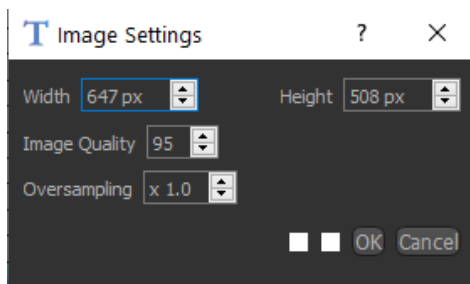 T Image Settings ?
Width 647 px Height 508 px
Image Quality 95
Oversampling x 1.0
OK Cancel